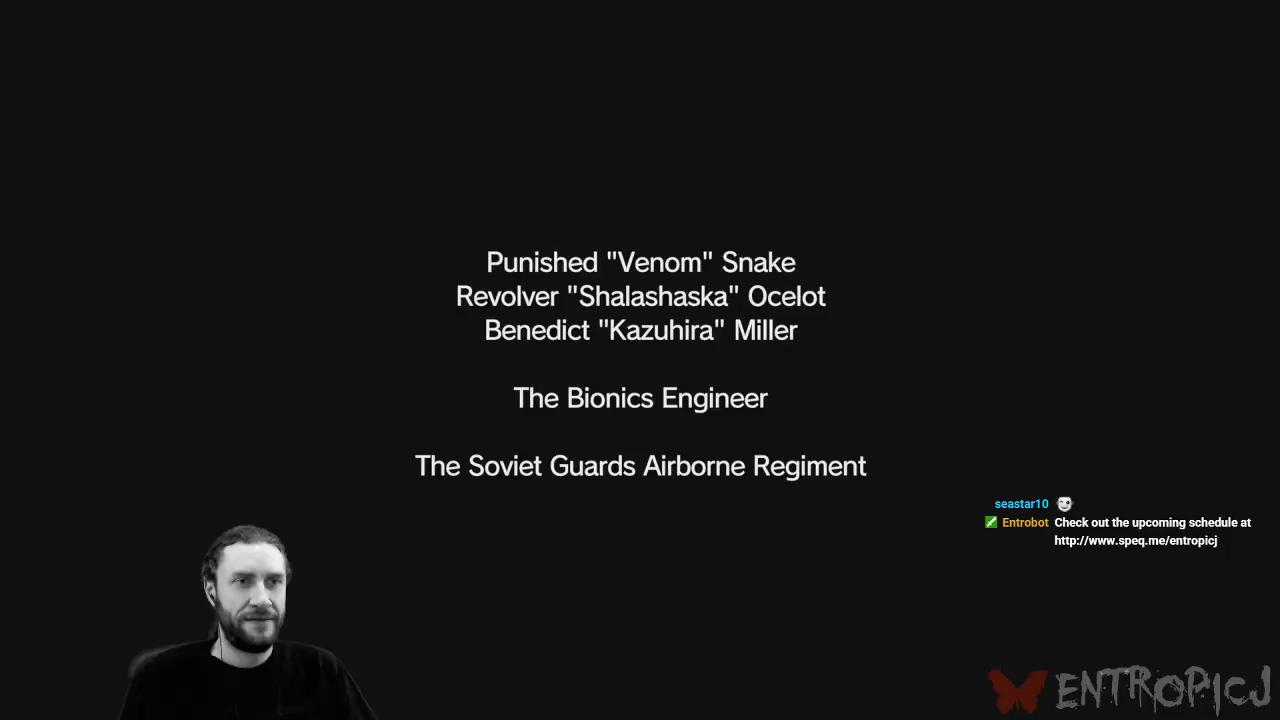 Punished "Venom" Snake
Revolver "Shalashaska" Ocelot
Benedict "Kazuhira" Miller
The Bionics Engineer
The Soviet Guards Airborne Regiment
seastar10
Entrobot Check out the upcoming schedule at
http://www.speq.me/entropicj
ENTROPICJ